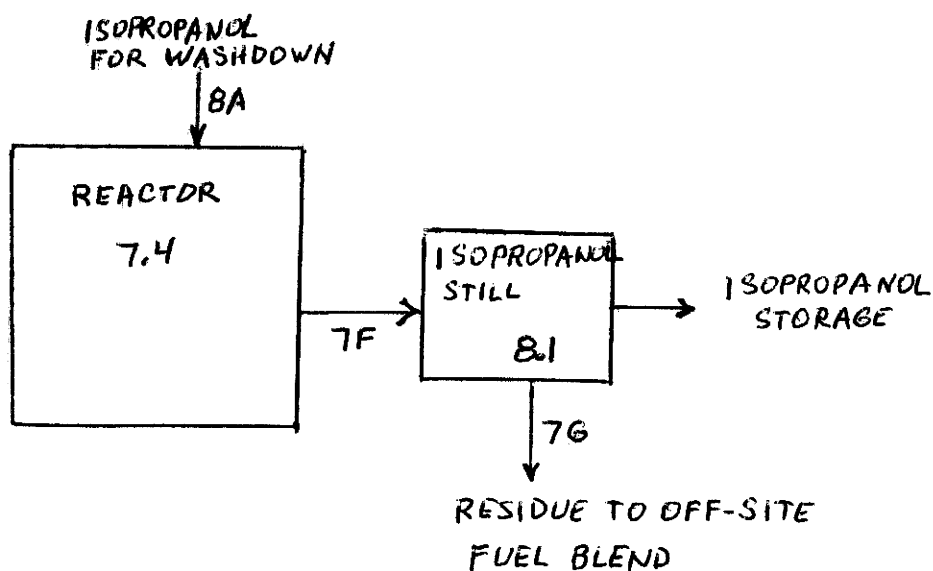 ISOPROPANOL
FOR WASHDOWN
8A
REACTOR
7.4
7F
ISOPROPANOL
STILL
8.1
ISOPROPANOL
STORAGE
7G
RESIDUE TO OFF-SITE
FUEL BLEND